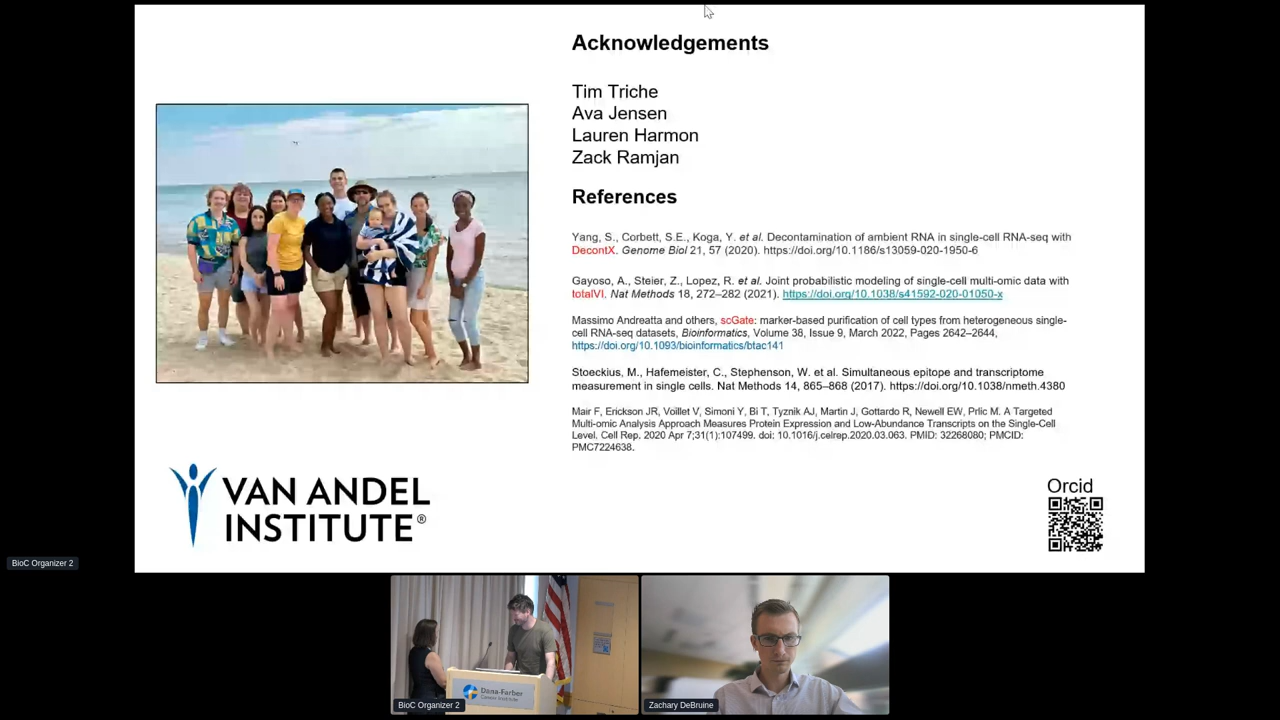 Acknowledgements
Tim Triche
Ava Jensen
Lauren Harmon
Zack Ramjan
References
Yang, S., Corbett, S.E., Koga, Y. et al. Decontamination of ambient RNA in single-cell RNA-seq with
DecontX. Genome Biol 21, 57 (2020). https://doi.org/10.1186/s13059-020-1950-6
Gayoso, A., Steier, Z., Lopez, R. et al. Joint probabilistic modeling of single-cell multi-omic data with
totalVI. Nat Methods 18, 272–282 (2021). https://doi.org/10.1038/s41592-020-01050-x
Massimo Andreatta and others, scGate: marker-based purification of cell types from heterogeneous single-
cell RNA-seq datasets, Bioinformatics, Volume 38, Issue 9, March 2022, Pages 2642–2644,
https://doi.org/10.1093/bioinformatics/btac141
Stoeckius, M., Hafemeister, C., Stephenson, W. et al. Simultaneous epitope and transcriptome
measurement in single cells. Nat Methods 14, 865–868 (2017). https://doi.org/10.1038/nmeth.4380
Mair F, Erickson JR, Voillet V, Simoni Y, Bi T, Tyznik AJ, Martin J, Gottardo R, Newell EW, Prlic M. A Targeted
Multi-omic Analysis Approach Measures Protein Expression and Low-Abundance Transcripts on the Single-Cell
Level. Cell Rep. 2020 Apr 7;31(1):107499. doi: 10.1016/j.celrep.2020.03.063. PMID: 32268080; PMCID:
PMC7224638.
VAN ANDEL
INSTITUTE®
Orcid
BioC Organizer 2
Dana-Farber
Cancer Institute
BioC Organizer 2
Zachary DeBruine